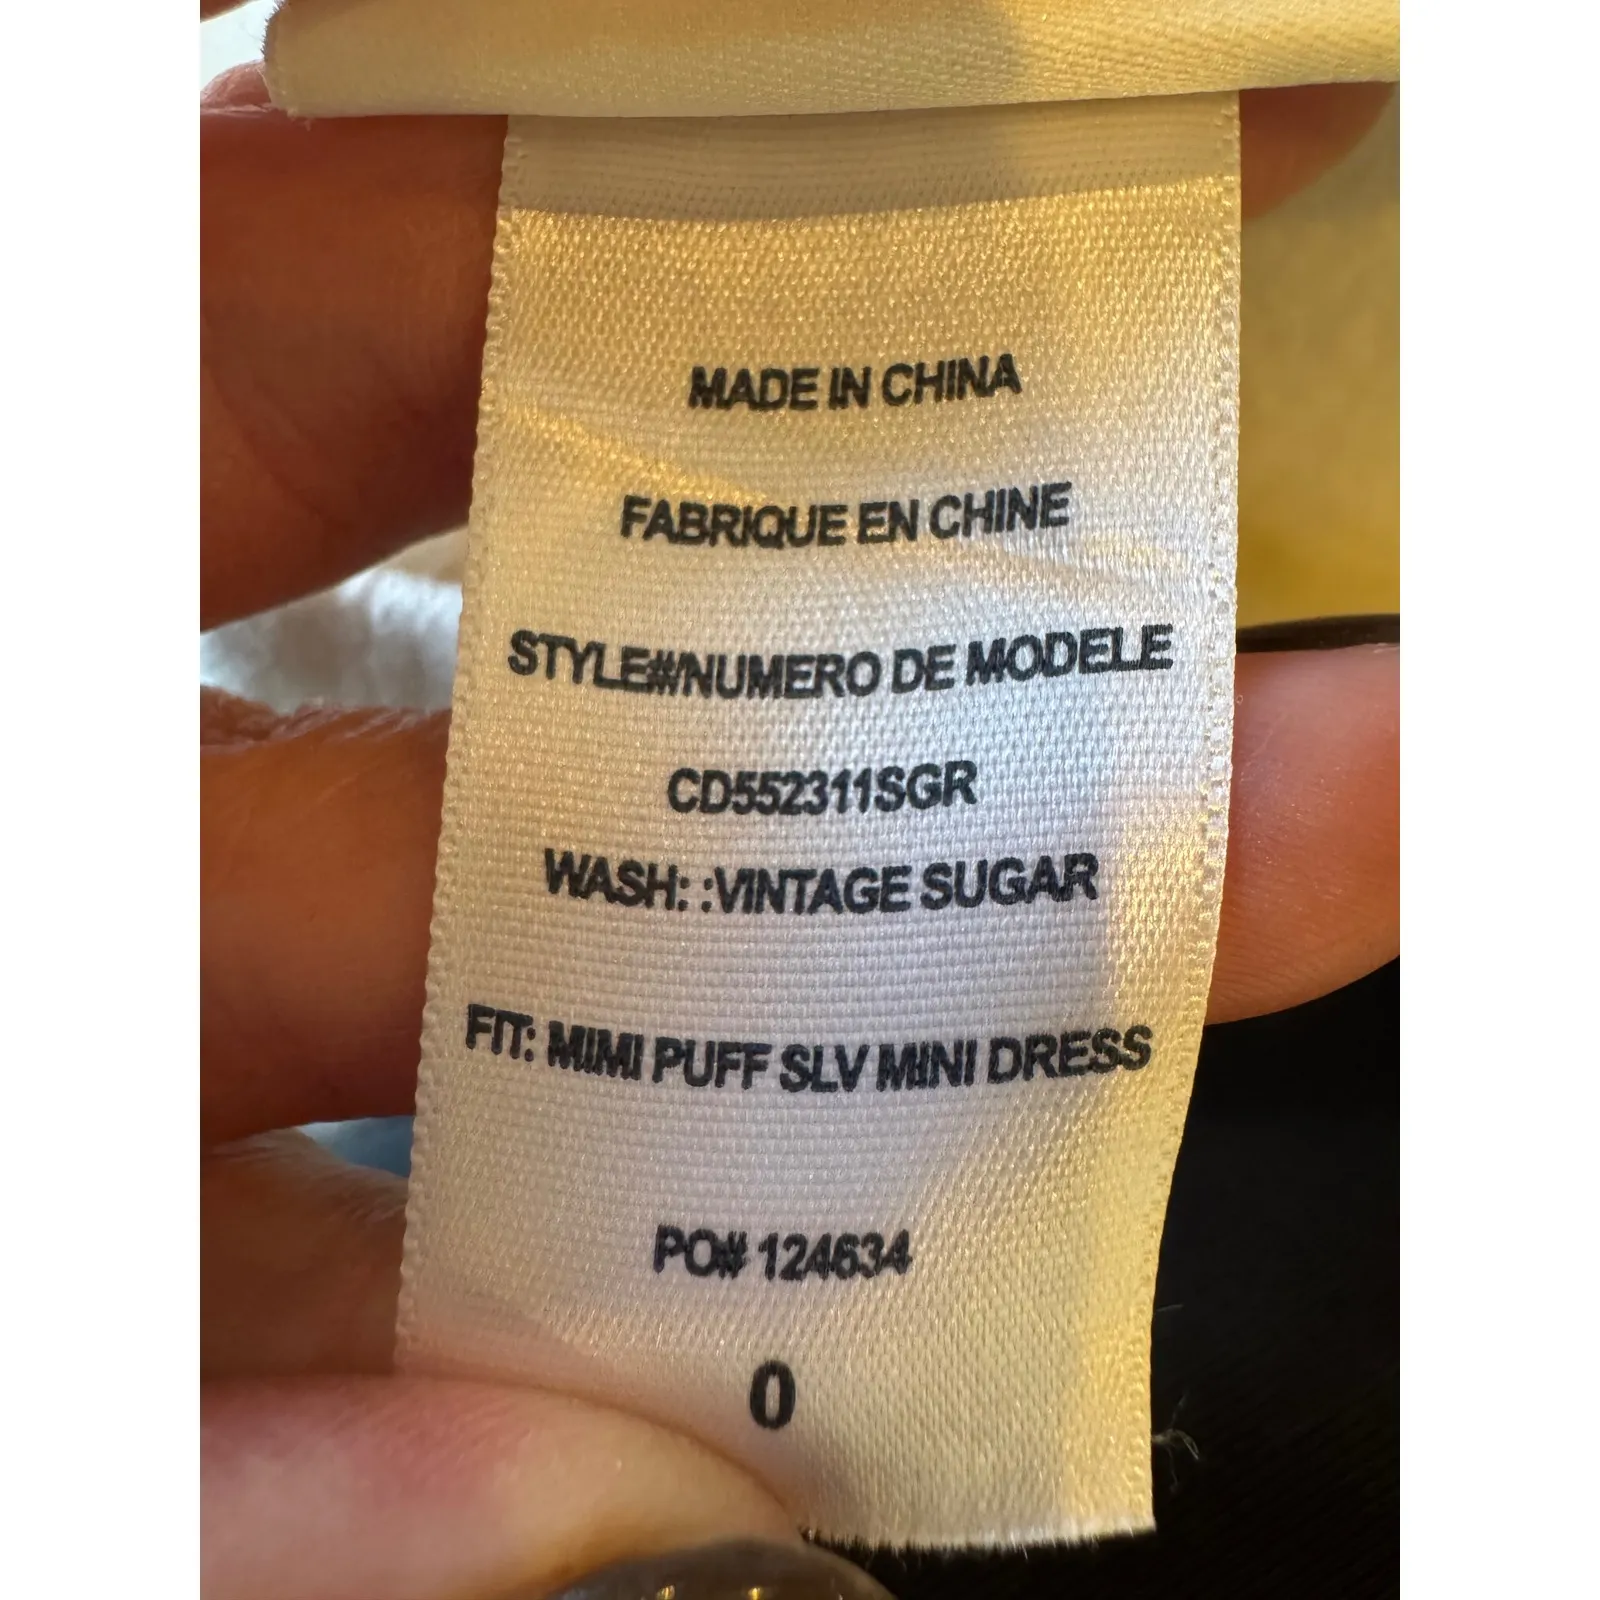 MADE IN CHINA
FABRIQUE EN CHINE
STYLE#/NUMERO DE MODELE
CD552311SGR
WASH: :VINTAGE SUGAR
FIT: MIMI PUFF SLV MINI DRESS
PO# 124634
0